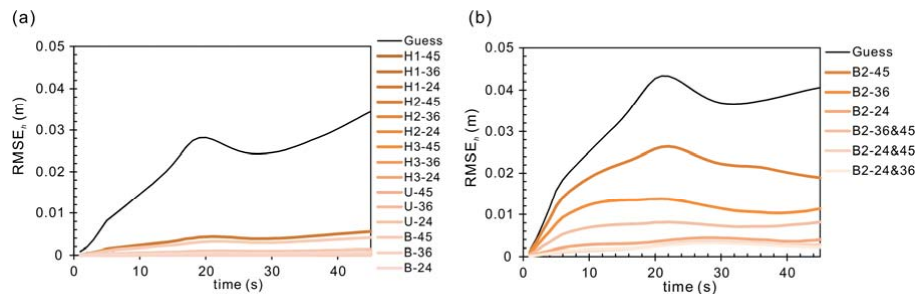 (a)
0.05
0.04
0.03
0.02
0.01
0
RMSEh (m)
0
10
20
30
40
time (s)
Guess
H1-45
H1-36
H1-24
H2-45
H2-36
H2-24
H3-45
H3-36
H3-24
U-45
U-36
U-24
B-45
B-36
B-24
(b)
0.05
0.04
0.03
0.02
0.01
0.00
RMSEh (m)
0
10
20
30
40
time (s)
Guess
B2-45
B2-36
B2-24
B2-36&45
B2-24&45
B2-24&36